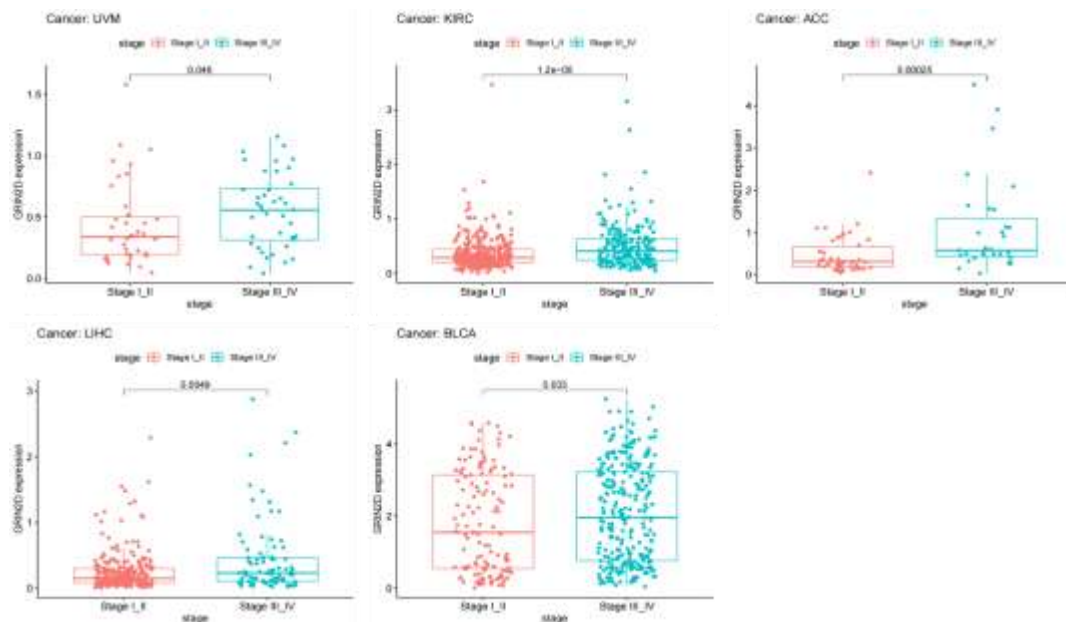 Cancer: UVM
stage Stage I_II Stage III_IV
0.046
GRIN2D expression
1.5
1.0
0.5
0.0
Stage I_II Stage III_IV
stage
Cancer: KIRC
stage Stage I_II Stage III_IV
GRIN2D expression
3
2
1
0
Stage I_II Stage III_IV
stage
Cancer: ACC
stage Stage I_II Stage III_IV
0.00025
GRIN2D expression
4
3
2
1
0
Stage I_II Stage III_IV
stage
Cancer: LIHC
stage Stage I_II Stage III_IV
0.0049
GRIN2D expression
3
2
1
0
Stage I_II Stage III_IV
stage
Cancer: BLCA
stage Stage I_II Stage III_IV
0.033
GRIN2D expression
4
2
0
Stage I_II Stage III_IV
stage